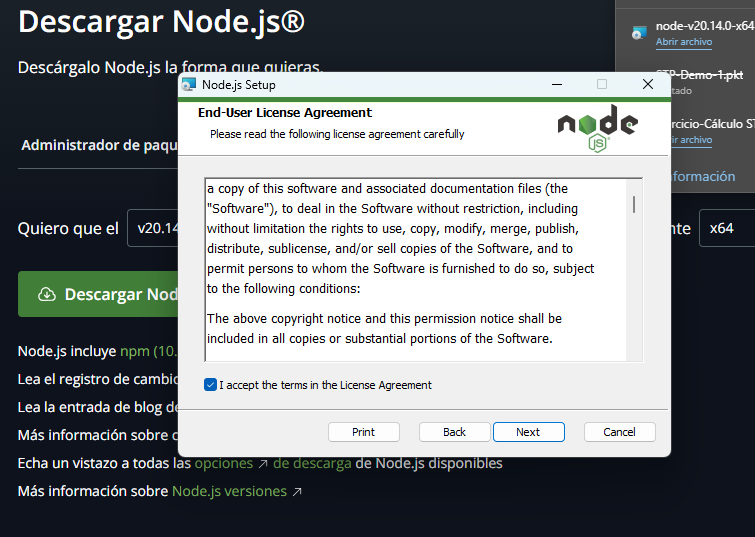 Descargar Node.js®
Descárgalo Node.js la forma que quieras.
node-v20.14.0-x64
Abrir archivo
STP-Demo-1.pkt
Node.js Setup
End-User License Agreement
Please read the following license agreement carefully
node
JS
a copy of this software and associated documentation files (the
"Software"), to deal in the Software without restriction, including
without limitation the rights to use, copy, modify, merge, publish,
distribute, sublicense, and/or sell copies of the Software, and to
permit persons to whom the Software is furnished to do so, subject
to the following conditions:
The above copyright notice and this permission notice shall be
included in all copies or substantial portions of the Software.
I accept the terms in the License Agreement
Print Back Next Cancel
Administrador de paqu
Quiero que el v20.14
nte x64
Descargar Nod
Node.js incluye npm (10.
Lea el registro de cambio
Lea la entrada de blog de
Más información sobre c
Echa un vistazo a todas las opciones ↗ de descarga de Node.js disponibles
Más información sobre Node.js versiones ↗
tado
ercicio-Cálculo ST
rir archivo
formación